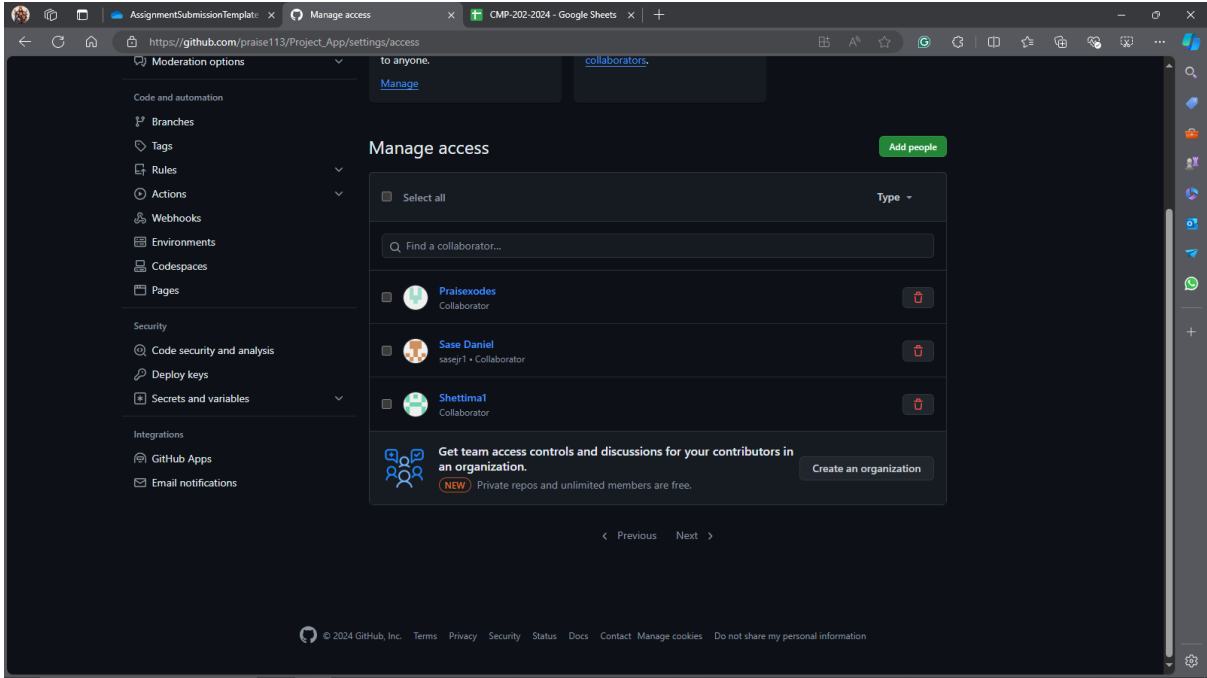 AssignmentSubmissionTemplate
Manage access
CMP-202-2024 - Google Sheets
https://github.com/praise113/Project_App/settings/access
Moderation options
to anyone.
collaborators.
Manage
Code and automation
Branches
Tags
Rules
Actions
Webhooks
Environments
Codespaces
Pages
Security
Code security and analysis
Deploy keys
Secrets and variables
Integrations
GitHub Apps
Email notifications
Manage access
Add people
Select all
Type
Find a collaborator...
Praisexodes
Collaborator
Sase Daniel
sasejr1 • Collaborator
Shettima1
Collaborator
Get team access controls and discussions for your contributors in
an organization.
NEW Private repos and unlimited members are free.
Create an organization
Previous Next
© 2024 GitHub, Inc. Terms Privacy Security Status Docs Contact Manage cookies Do not share my personal information